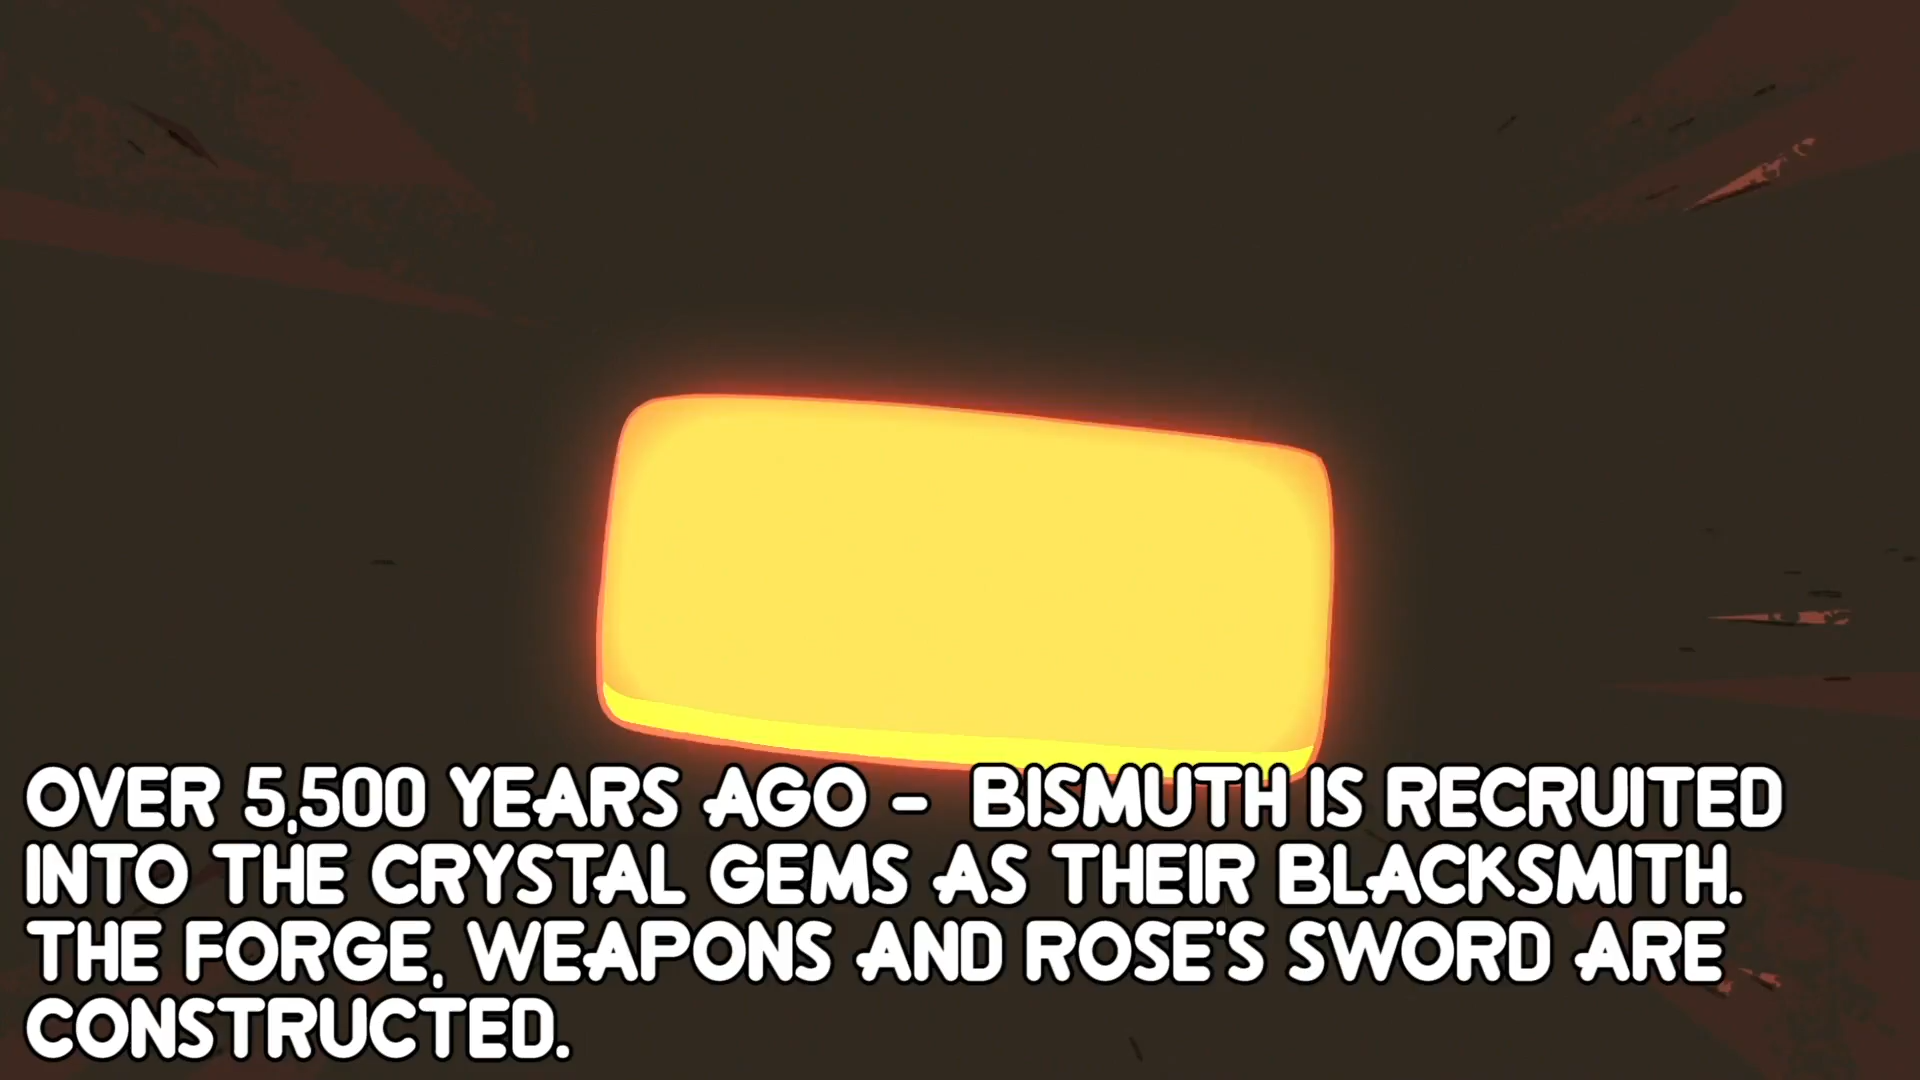 OVER 5,500 YEARS AGO - BISMUTH IS RECRUITED
INTO THE CRYSTAL GEMS AS THEIR BLACKSMITH.
THE FORGE, WEAPONS AND ROSE'S SWORD ARE
CONSTRUCTED.